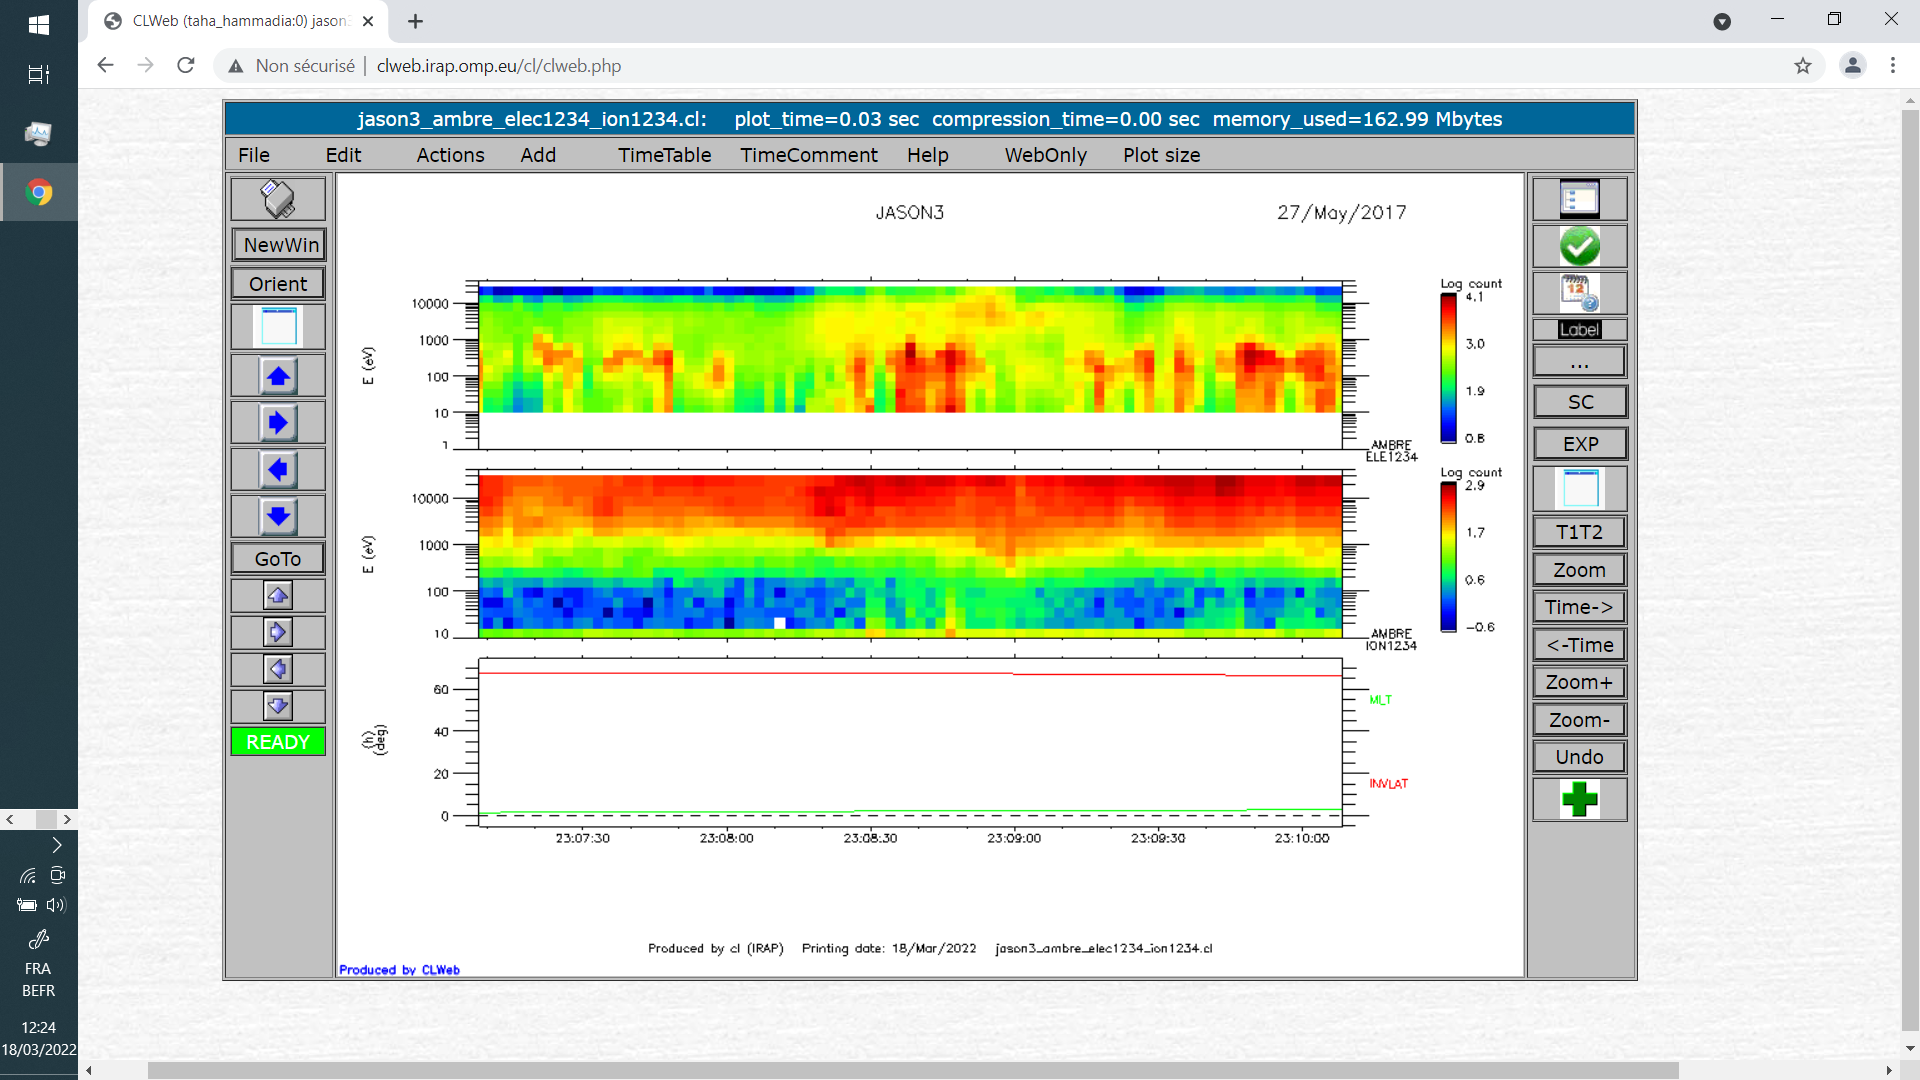 CLWeb (taha_hammadia:0) jason3
Non sécurisé | clweb.irap.omp.eu/cl/clweb.php
jason3_ambre_elec1234_ion1234.cl: plot_time=0.03 sec compression_time=0.00 sec memory_used=162.99 Mbytes
File Edit Actions Add TimeTable TimeComment Help WebOnly Plot size
NewWin
Orient
GoTo
READY
JASON3
27/May/2017
E (eV)
10000
1000
100
10
1
Log count
4.1
3.0
1.9
0.8
AMBRE
ELE1234
E (eV)
10000
1000
100
10
Log count
2.9
1.7
0.6
-0.6
AMBRE
ION1234
(h)
(deg)
60
40
20
0
MLT
INVLAT
23:07:30 23:08:00 23:08:30 23:09:00 23:09:30 23:10:00
Produced by cl (IRAP) Printing date: 18/Mar/2022 jason3_ambre_elec1234_ion1234.cl
Produced by CLWeb
12
Label
...
SC
EXP
T1T2
Zoom
Time->
<-Time
Zoom+
Zoom-
Undo
FRA
BEFR
12:24
18/03/2022